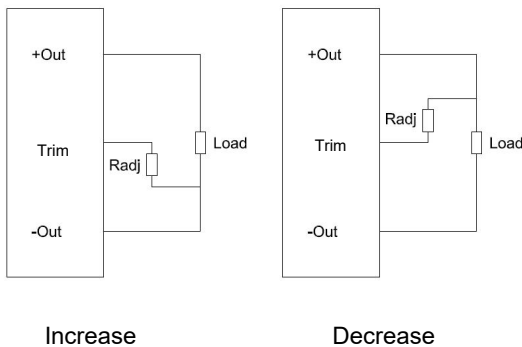 +Out
Trim
Radj
Load
-Out
Increase
+Out
Radj
Trim
Load
-Out
Decrease